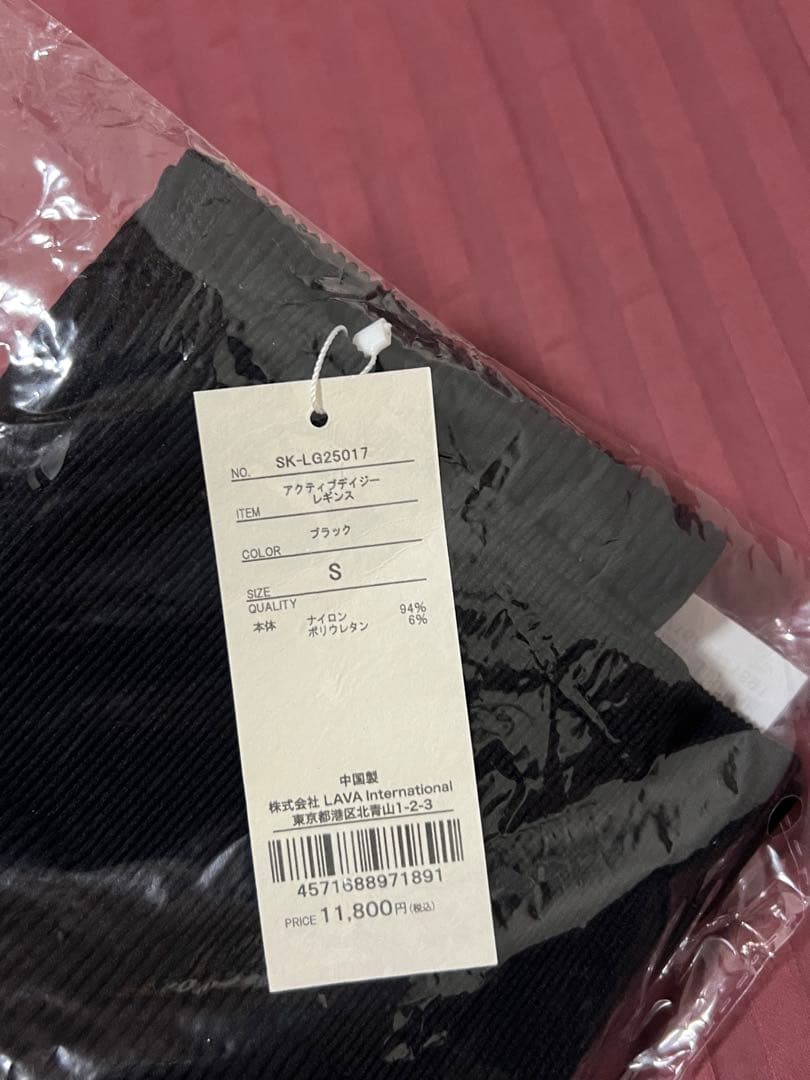 NO. SK-LG25017
アクティブデイジー
レギンス
ITEM
ブラック
COLOR
S
SIZE
QUALITY
本体 ナイロン 94%
ポリウレタン 6%
中国製
株式会社 LAVA International
東京都港区北青山1-2-3
4571688971891
PRICE 11,800円(税込)